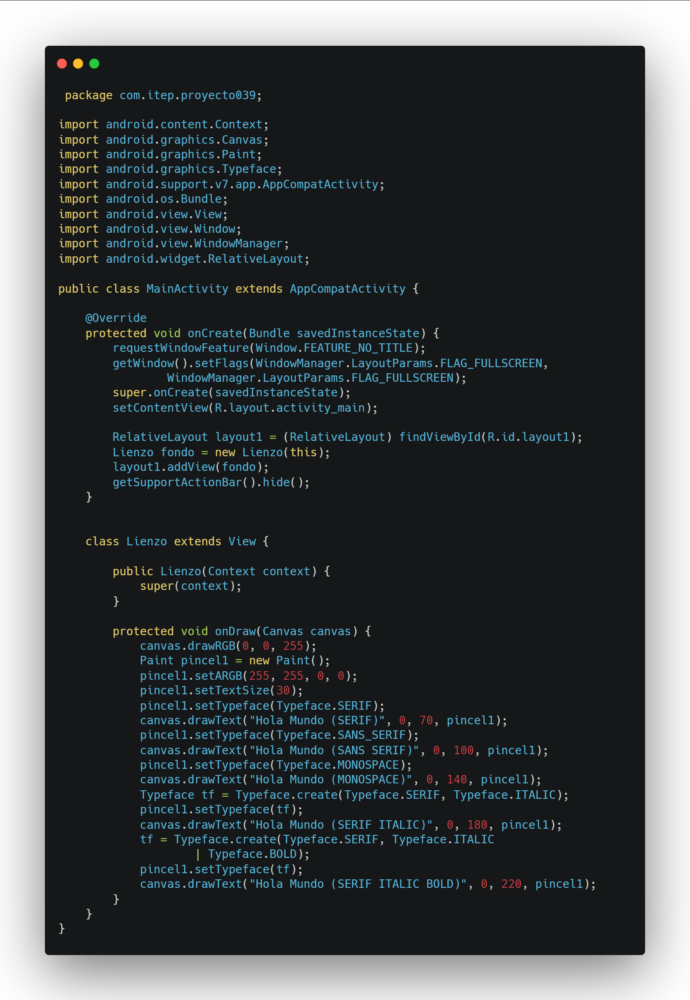 package com.itep.proyecto039;

import android.content.Context;
import android.graphics.Canvas;
import android.graphics.Paint;
import android.graphics.Typeface;
import android.support.v7.app.AppCompatActivity;
import android.os.Bundle;
import android.view.View;
import android.view.Window;
import android.view.WindowManager;
import android.widget.RelativeLayout;

public class MainActivity extends AppCompatActivity {

    @Override
    protected void onCreate(Bundle savedInstanceState) {
        requestWindowFeature(Window.FEATURE_NO_TITLE);
        getWindow().setFlags(WindowManager.LayoutParams.FLAG_FULLSCREEN,
                WindowManager.LayoutParams.FLAG_FULLSCREEN);
        super.onCreate(savedInstanceState);
        setContentView(R.layout.activity_main);

        RelativeLayout layout1 = (RelativeLayout) findViewById(R.id.layout1);
        Lienzo fondo = new Lienzo(this);
        layout1.addView(fondo);
        getSupportActionBar().hide();
    }


    class Lienzo extends View {

        public Lienzo(Context context) {
            super(context);
        }

        protected void onDraw(Canvas canvas) {
            canvas.drawRGB(0, 0, 255);
            Paint pincel1 = new Paint();
            pincel1.setARGB(255, 255, 0, 0);
            pincel1.setTextSize(30);
            pincel1.setTypeface(Typeface.SERIF);
            canvas.drawText("Hola Mundo (SERIF)", 0, 70, pincel1);
            pincel1.setTypeface(Typeface.SANS_SERIF);
            canvas.drawText("Hola Mundo (SANS SERIF)", 0, 100, pincel1);
            pincel1.setTypeface(Typeface.MONOSPACE);
            canvas.drawText("Hola Mundo (MONOSPACE)", 0, 140, pincel1);
            Typeface tf = Typeface.create(Typeface.SERIF, Typeface.ITALIC);
            pincel1.setTypeface(tf);
            canvas.drawText("Hola Mundo (SERIF ITALIC)", 0, 180, pincel1);
            tf = Typeface.create(Typeface.SERIF, Typeface.ITALIC
                    | Typeface.BOLD);
            pincel1.setTypeface(tf);
            canvas.drawText("Hola Mundo (SERIF ITALIC BOLD)", 0, 220, pincel1);
        }
    }
}